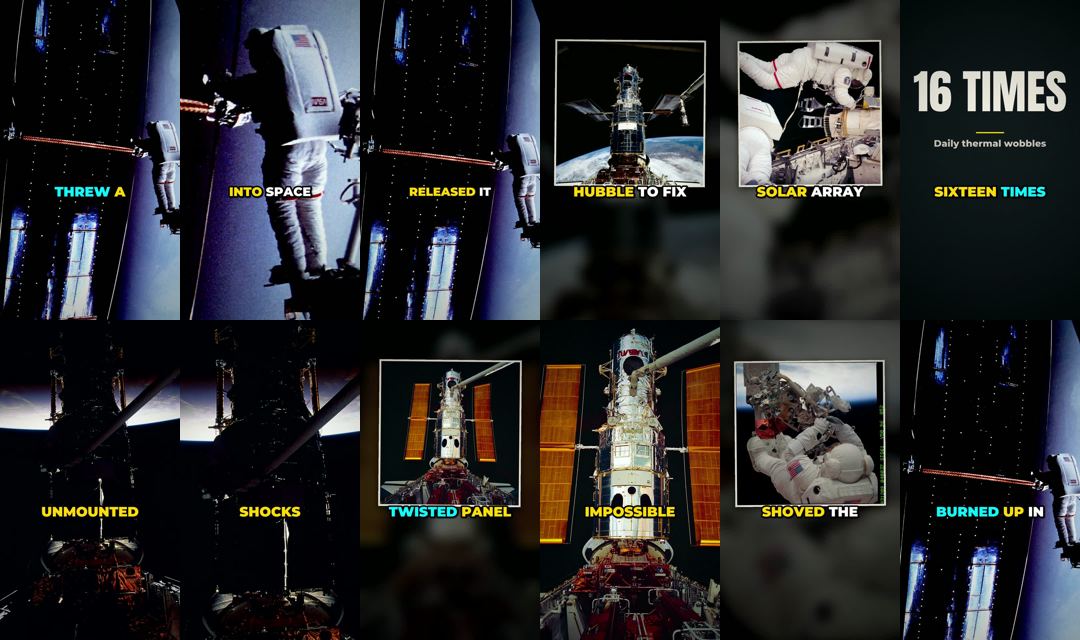 THREW A
NASA
INTO SPACE
RELEASED IT
HUBBLE TO FIX
SOLAR ARRAY
16 TIMES
Daily thermal wobbles
SIXTEEN TIMES
UNMOUNTED
SHOCKS
TWISTED PANEL
IMPOSSIBLE
SHOVED THE
BURNED UP IN